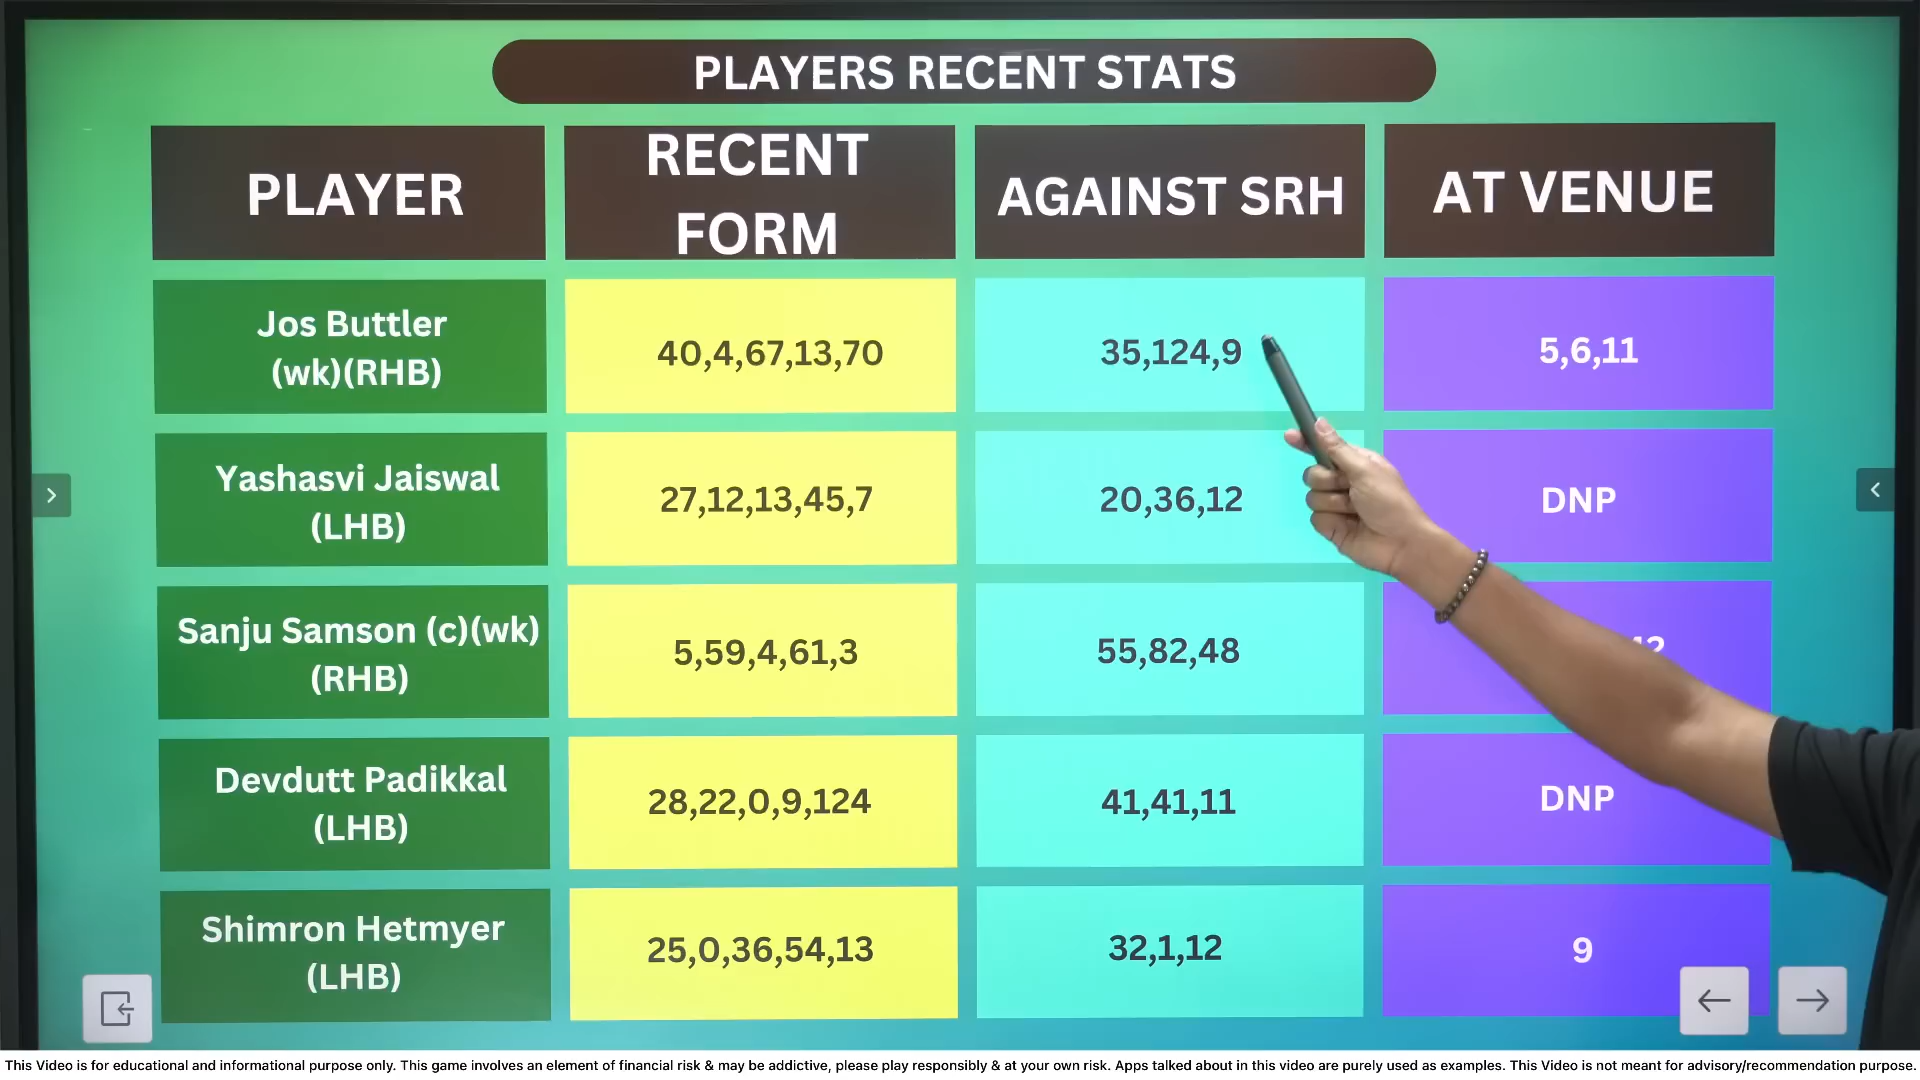 PLAYERS RECENT STATS
PLAYER
RECENT
FORM
AGAINST SRH
AT VENUE
Jos Buttler
(wk)(RHB)
40,4,67,13,70
35,124,9
5,6,11
Yashasvi Jaiswal
(LHB)
27,12,13,45,7
20,36,12
DNP
Sanju Samson (c)(wk)
(RHB)
5,59,4,61,3
55,82,48
Devdutt Padikkal
(LHB)
28,22,0,9,124
41,41,11
DNP
Shimron Hetmyer
(LHB)
25,0,36,54,13
32,1,12
9
This Video is for educational and informational purpose only. This game involves an element of financial risk & may be addictive, please play responsibly & at your own risk. Apps talked about in this video are purely used as examples. This Video is not meant for advisory/recommendation purpose.